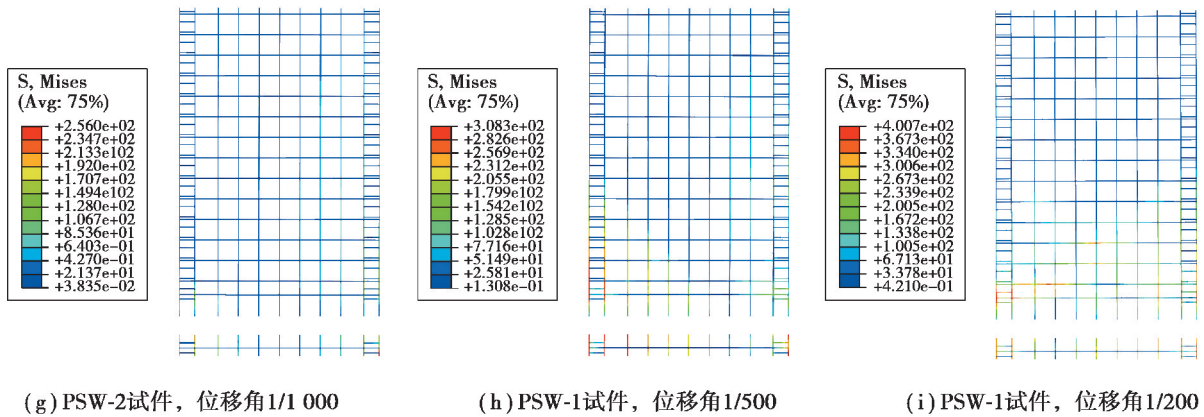 S, Mises
(Avg: 75%)
+2.560e+02
+2.347e+02
+2.133e102
+1.920e+02
+1.707e+02
+1.494e102
+1.280e+02
+1.067e+02
+8.536e+01
+6.403e−01
+4.270e−01
+2.137e+01
+3.835e−02
(g) PSW-2试件，位移角1/1 000
S, Mises
(Avg: 75%)
+3.083e+02
+2.826e+02
+2.569e+02
+2.312e+02
+2.055e+02
+1.799e102
+1.542e102
+1.285e+02
+1.028e102
+7.716e+01
+5.149e+01
+2.581e+01
+1.308e−01
(h) PSW-1试件，位移角1/500
S, Mises
(Avg: 75%)
+4.007e+02
+3.673e+02
+3.340e+02
+3.006e+02
+2.673e+02
+2.339e+02
+2.005e+02
+1.672e+02
+1.338e+02
+1.005e+02
+6.713e+01
+3.378e+01
+4.210e−01
(i) PSW-1试件，位移角1/200